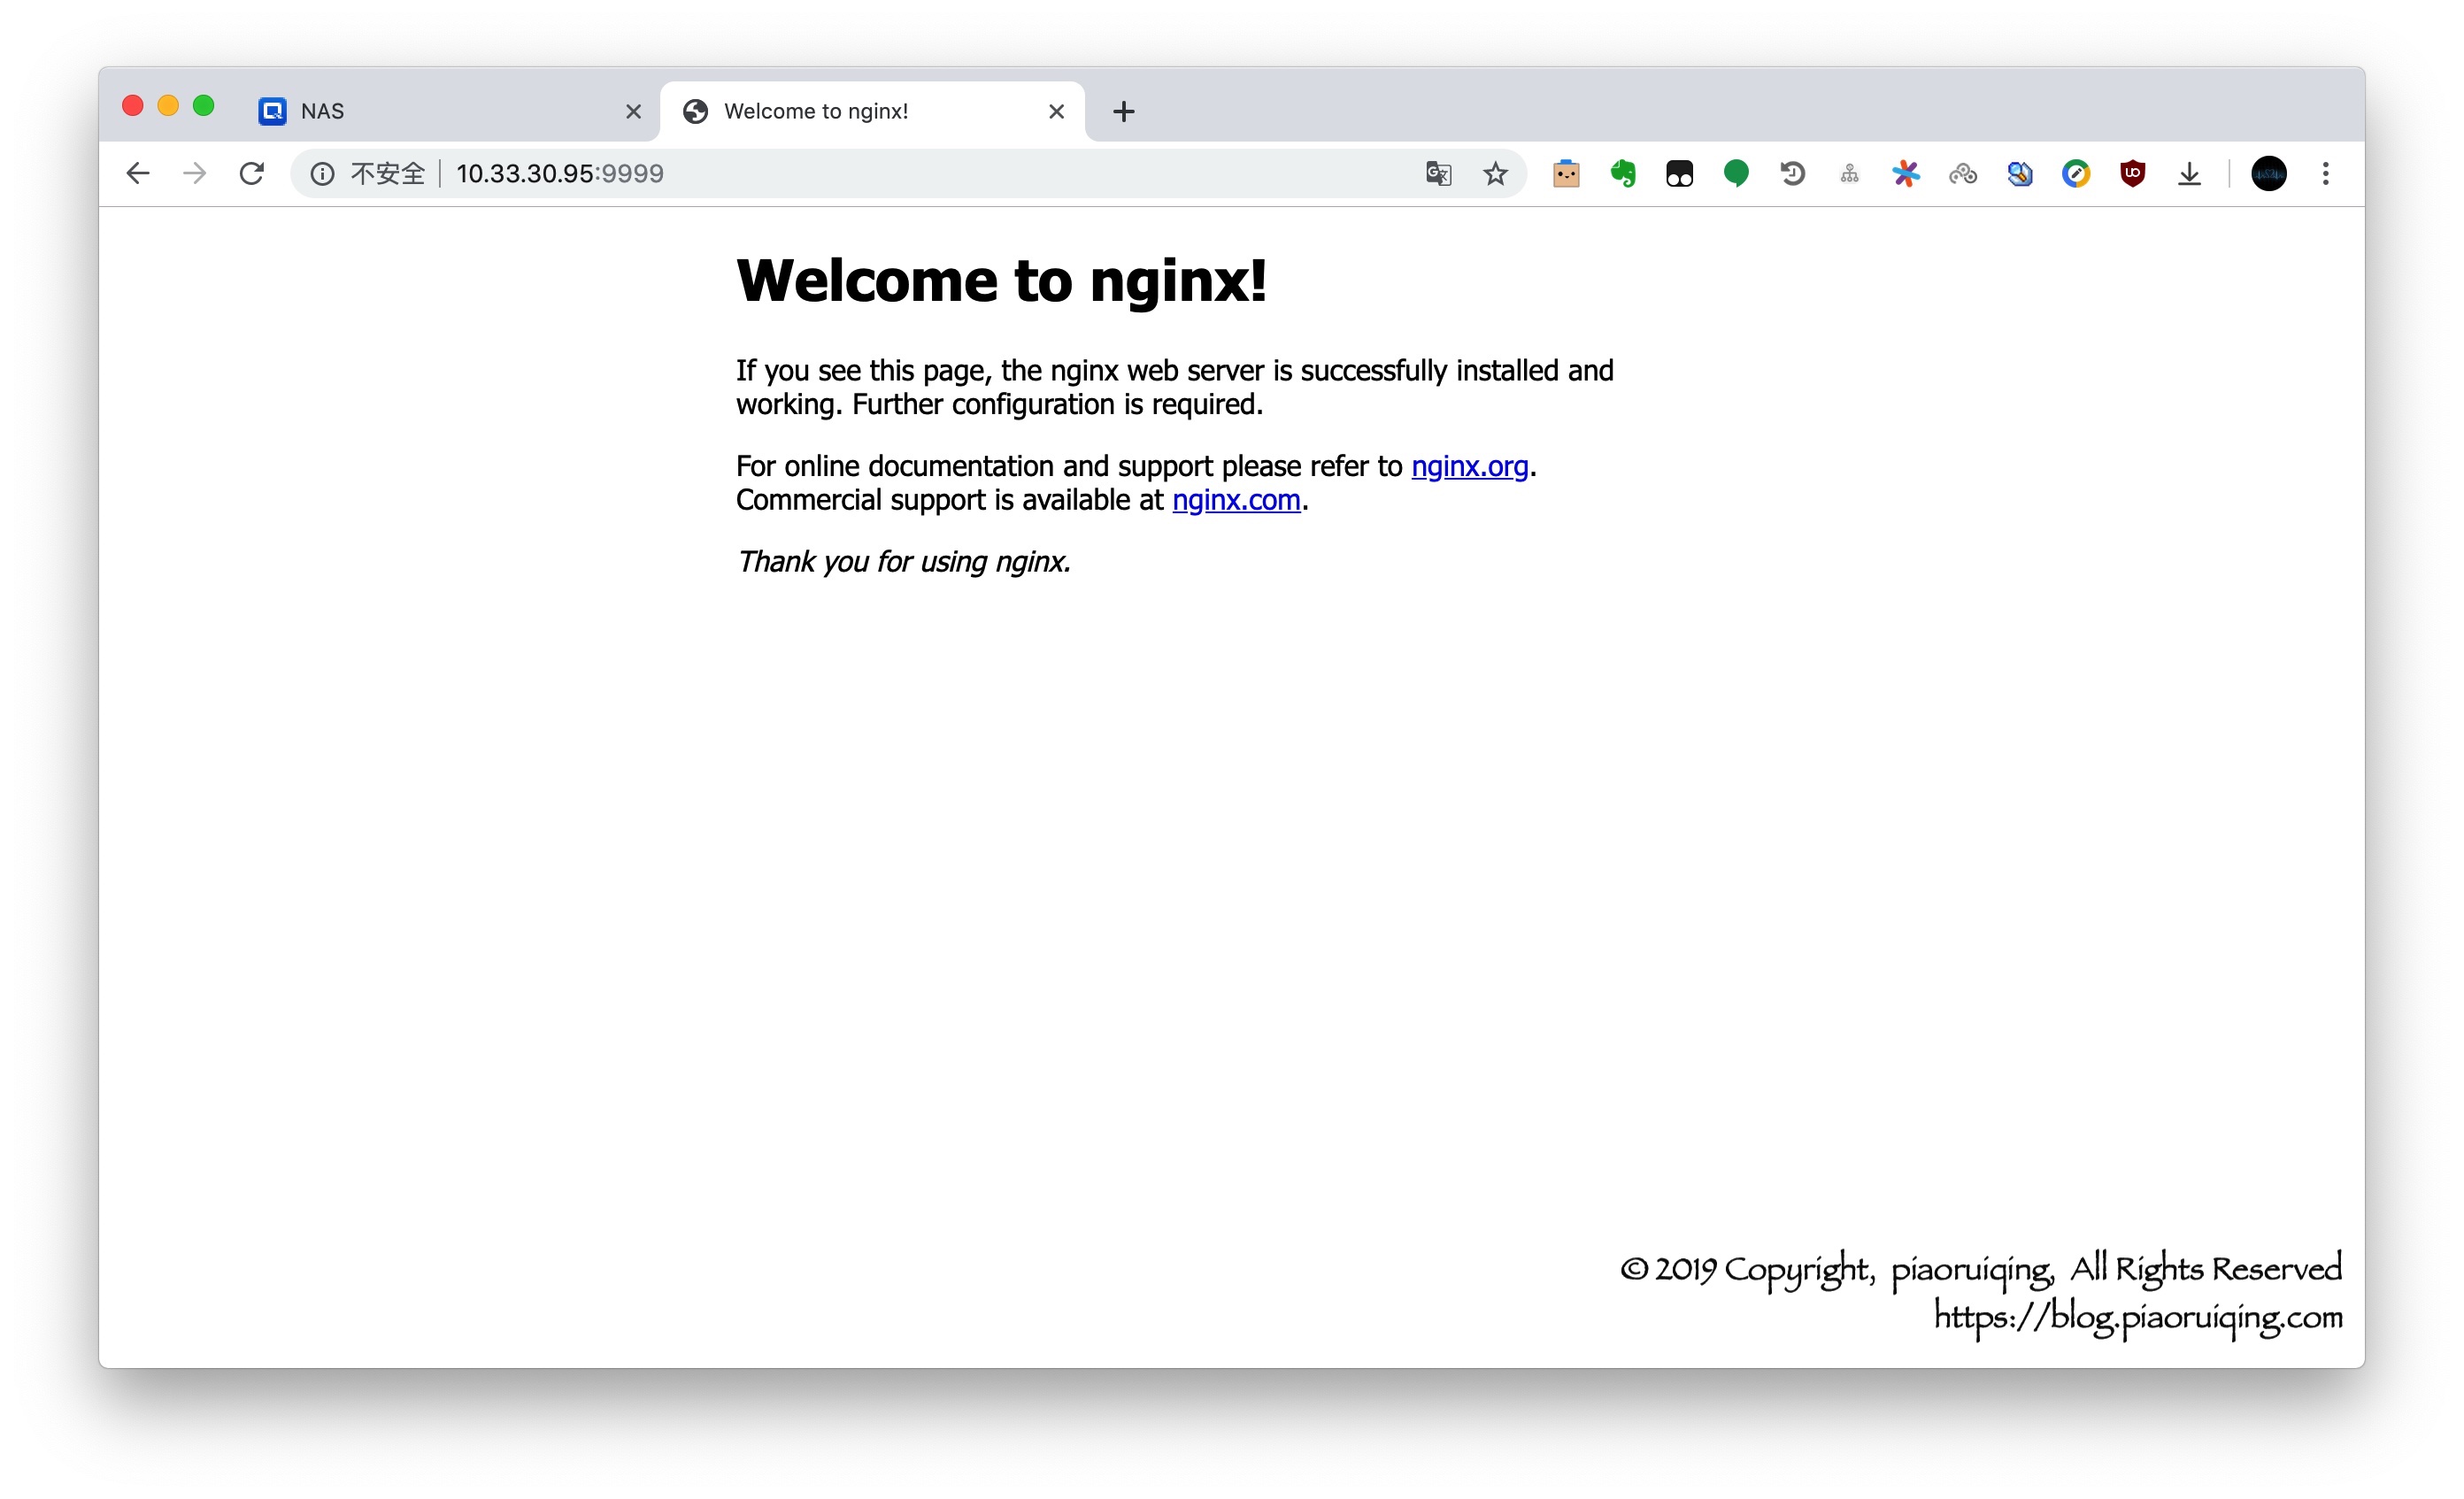 NAS
Welcome to nginx!
不安全 10.33.30.95:9999
Welcome to nginx!
If you see this page, the nginx web server is successfully installed and
working. Further configuration is required.
For online documentation and support please refer to nginx.org.
Commercial support is available at nginx.com.
Thank you for using nginx.
© 2019 Copyright, piaoruiqing, All Rights Reserved
https://blog.piaoruiqing.com